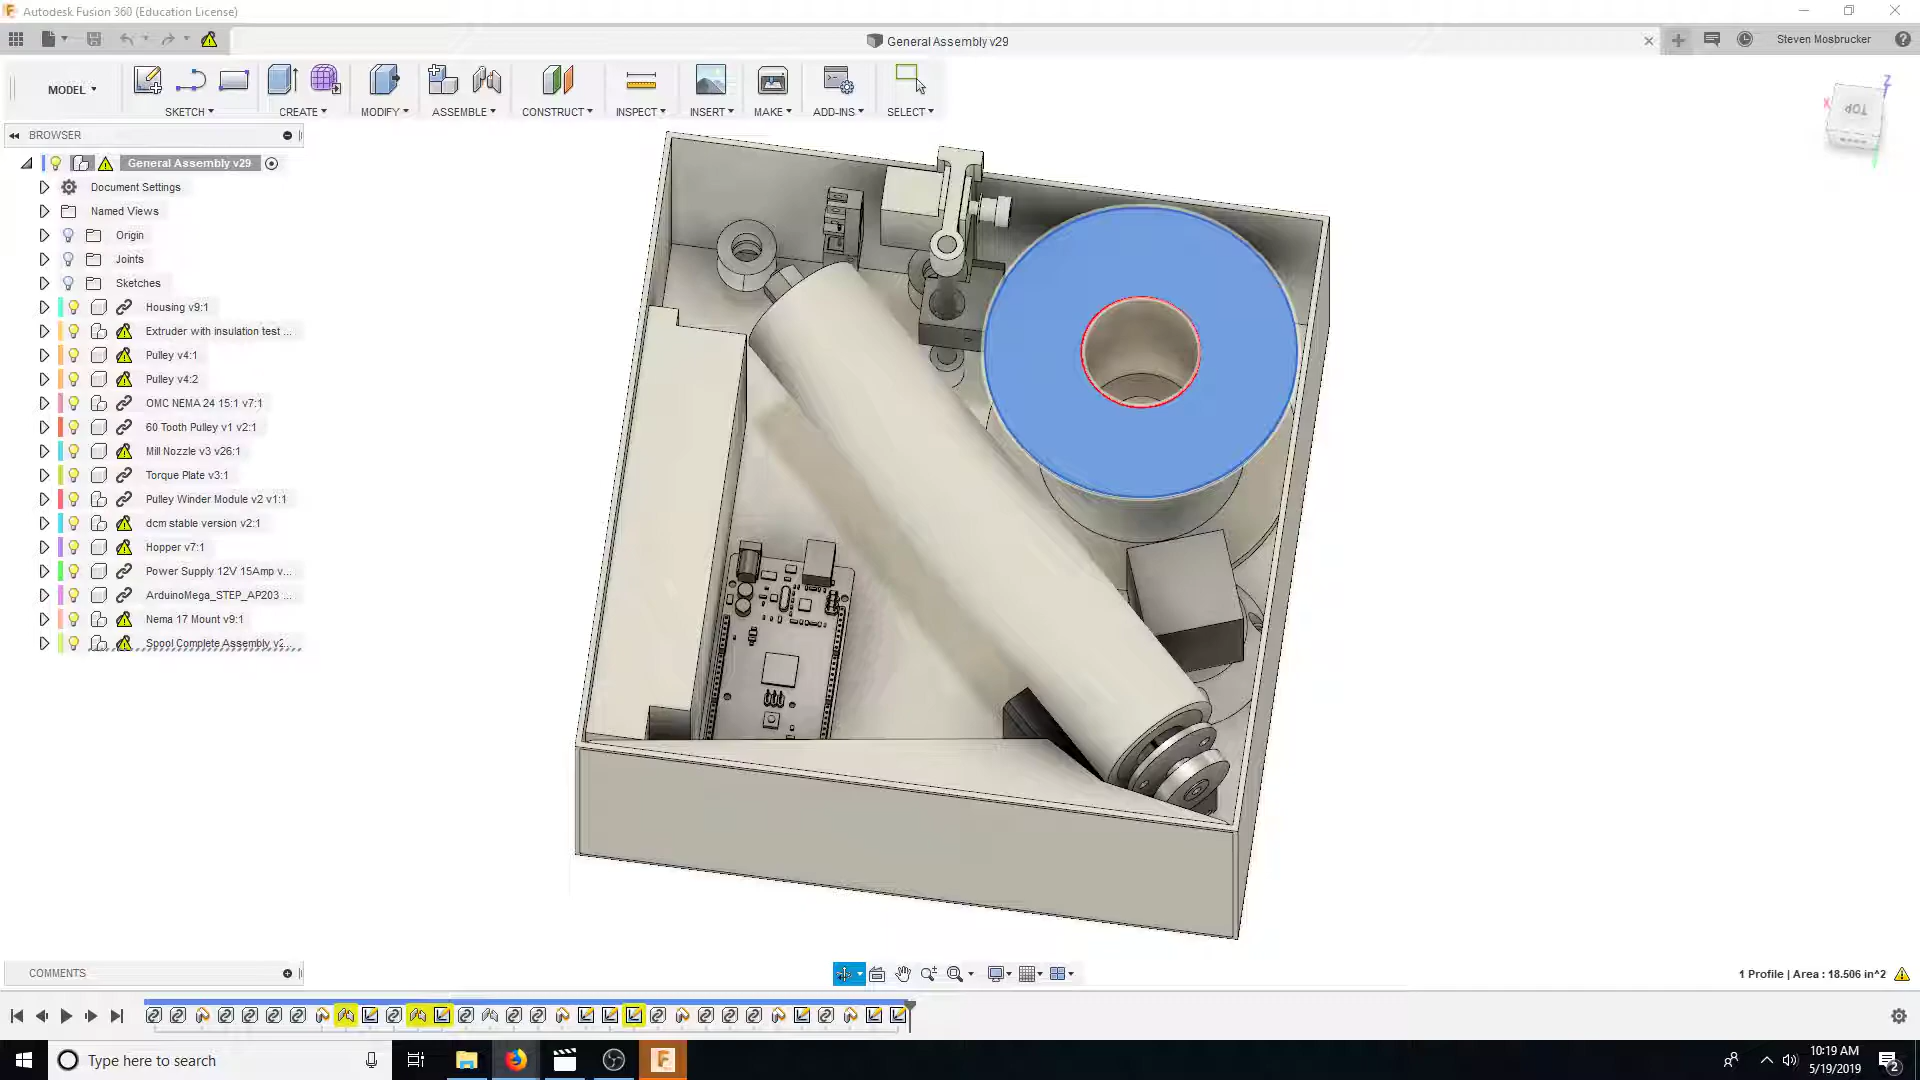 Autodesk Fusion 360 (Education License)
General Assembly v29
Steven Mosbrucker
MODEL
SKETCH
CREATE
MODIFY
ASSEMBLE
CONSTRUCT
INSPECT
INSERT
MAKE
ADD-INS
SELECT
Z
X
TOP
BROWSER
General Assembly v29
Document Settings
Named Views
Origin
Joints
Sketches
Housing v9:1
Extruder with insulation test ...
Pulley v4:1
Pulley v4:2
OMC NEMA 24 15:1 v7:1
60 Tooth Pulley v1 v2:1
Mill Nozzle v3 v26:1
Torque Plate v3:1
Pulley Winder Module v2 v1:1
dcm stable version v2:1
Hopper v7:1
Power Supply 12V 15Amp v...
ArduinoMega_STEP_AP203 ...
Nema 17 Mount v9:1
Spool Complete Assembly v2...
COMMENTS
1 Profile | Area : 18.506 in^2
Type here to search
10:19 AM
5/19/2019
2